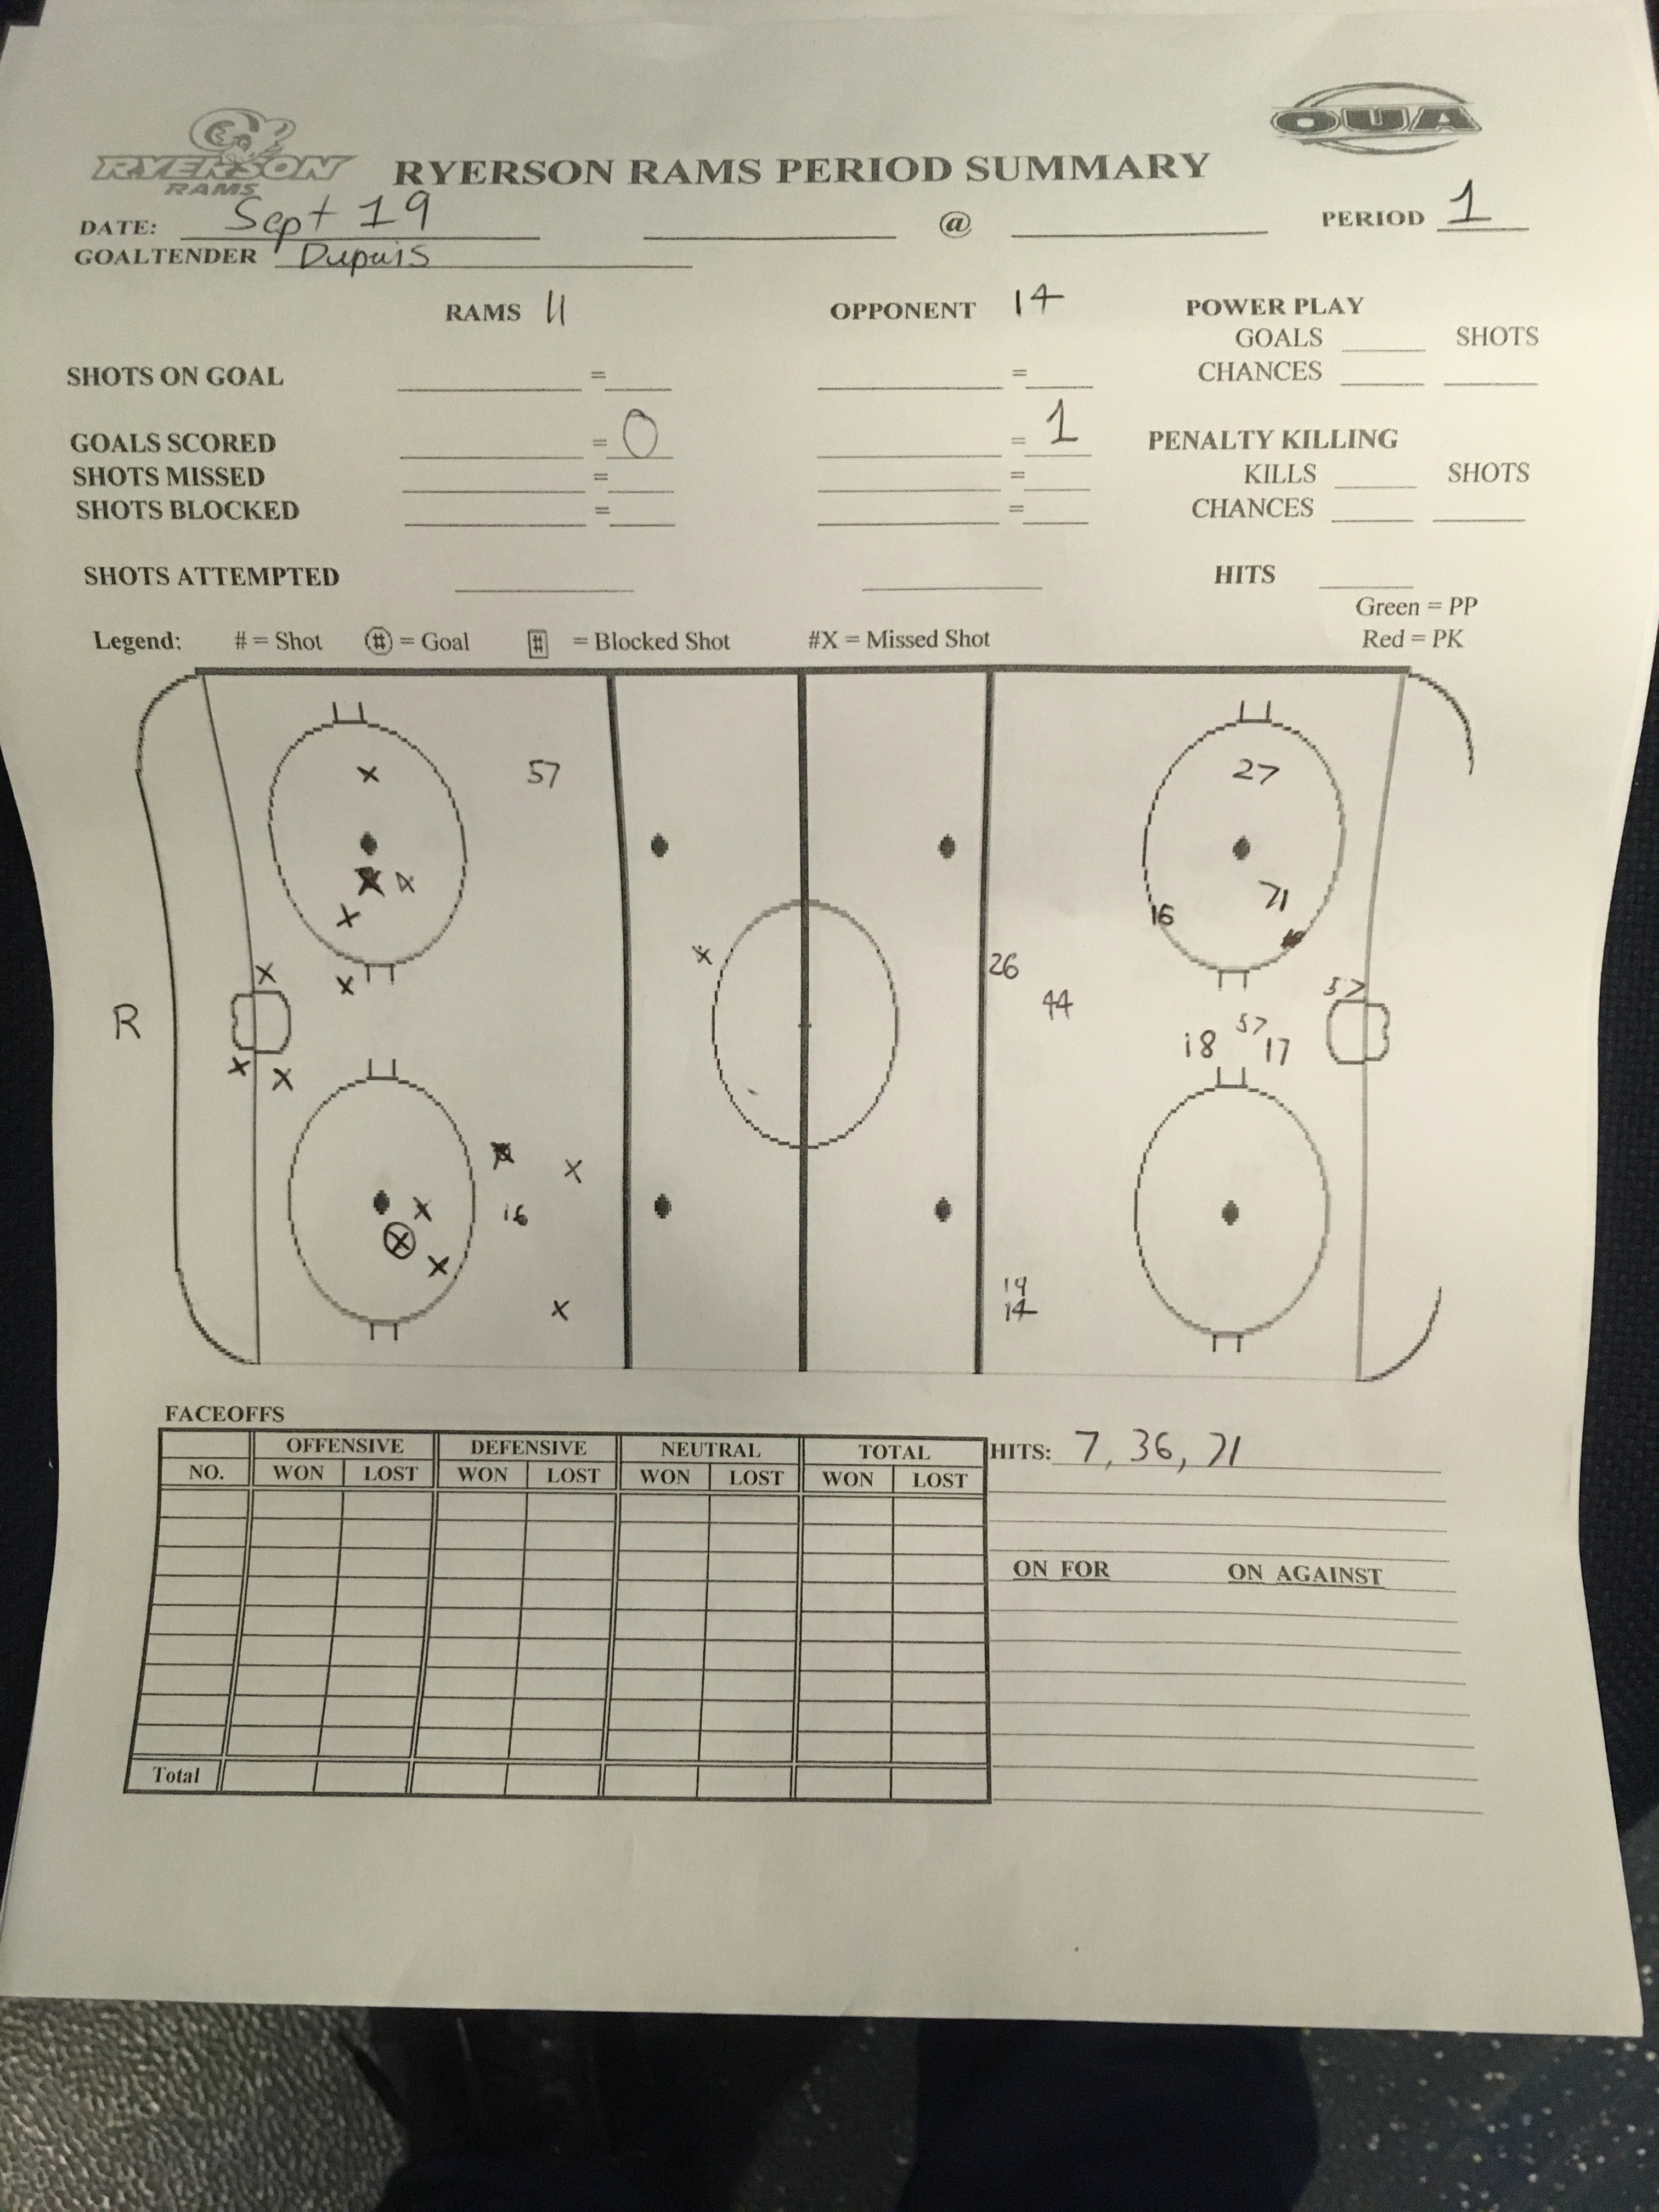 OUA
RYERSON
RAMS
RYERSON RAMS PERIOD SUMMARY
DATE: Sept 19 @ PERIOD 1
GOALTENDER Dupuis
RAMS 11 OPPONENT 14 POWER PLAY
GOALS SHOTS
SHOTS ON GOAL = = CHANCES
GOALS SCORED = 0 = 1 PENALTY KILLING
SHOTS MISSED = = KILLS SHOTS
SHOTS BLOCKED = = CHANCES
SHOTS ATTEMPTED HITS
Green = PP
Legend: # = Shot # = Goal # = Blocked Shot #X = Missed Shot Red = PK
X 57 27
X 71
X 16
X X X 26
57
R 44
18 57 17
X X
X
X 16
X
X
X 19
14
FACEOFFS
OFFENSIVE DEFENSIVE NEUTRAL TOTAL HITS: 7, 36, 71
NO. WON LOST WON LOST WON LOST WON LOST
ON FOR ON AGAINST
Total